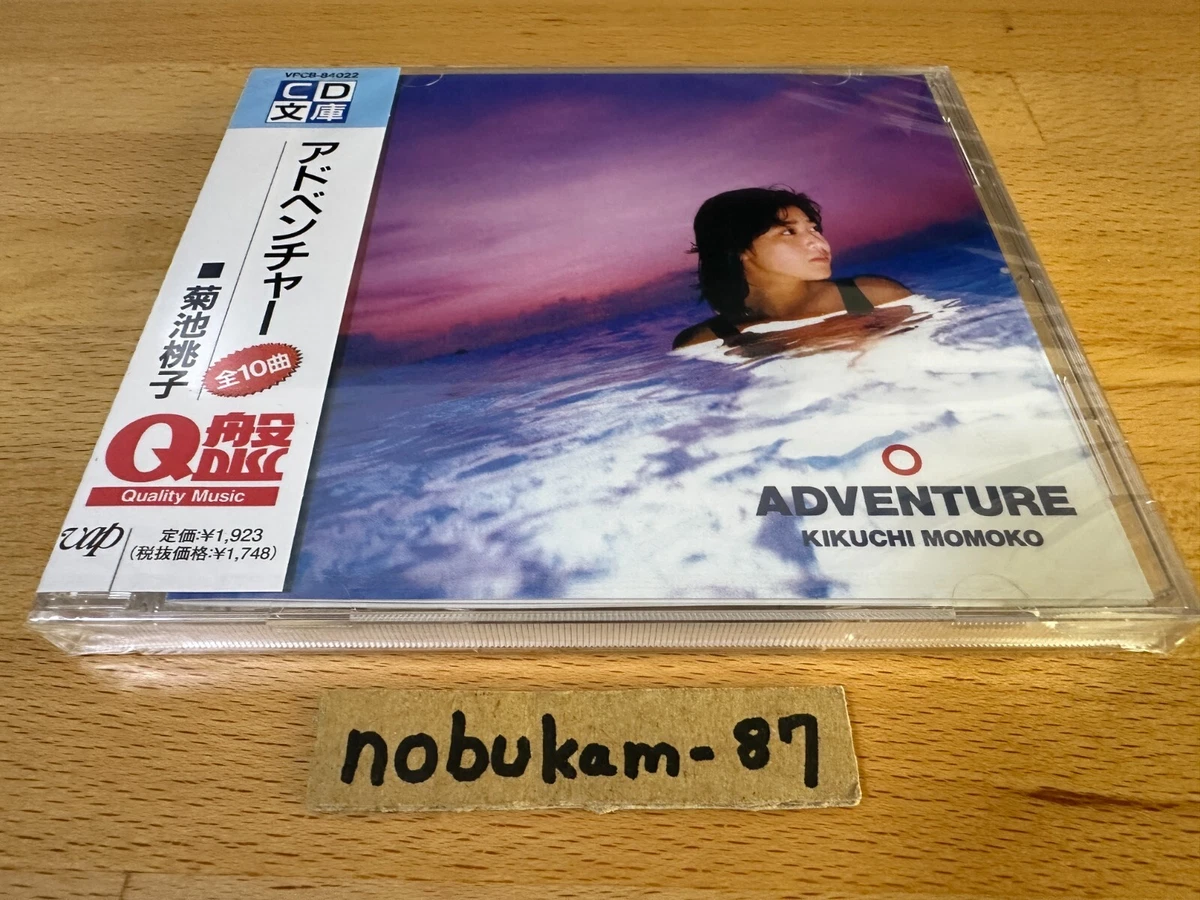 VPCB-84022
CD
文庫
アドベンチャー
■菊池桃子
全10曲
Q盤
DISC
Quality Music
vap
定価:¥1,923
(税抜価格:¥1,748)
ADVENTURE
KIKUCHI MOMOKO
nobukam-87